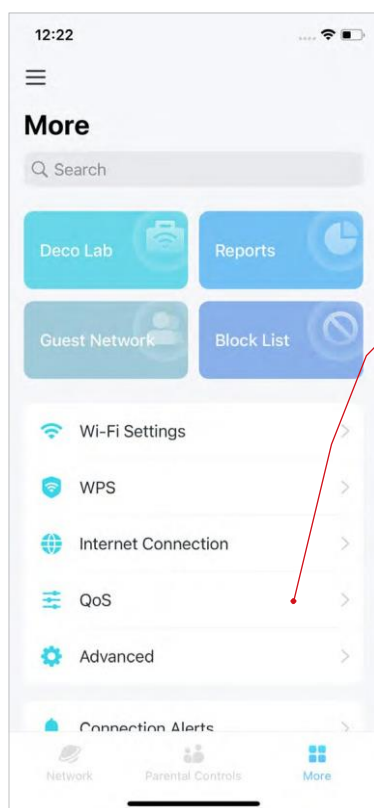 12:22
More
Search
Deco Lab
Reports
Guest Network
Block List
Wi-Fi Settings
WPS
Internet Connection
QoS
Advanced
Connection Alerts
Network
Parental Controls
More